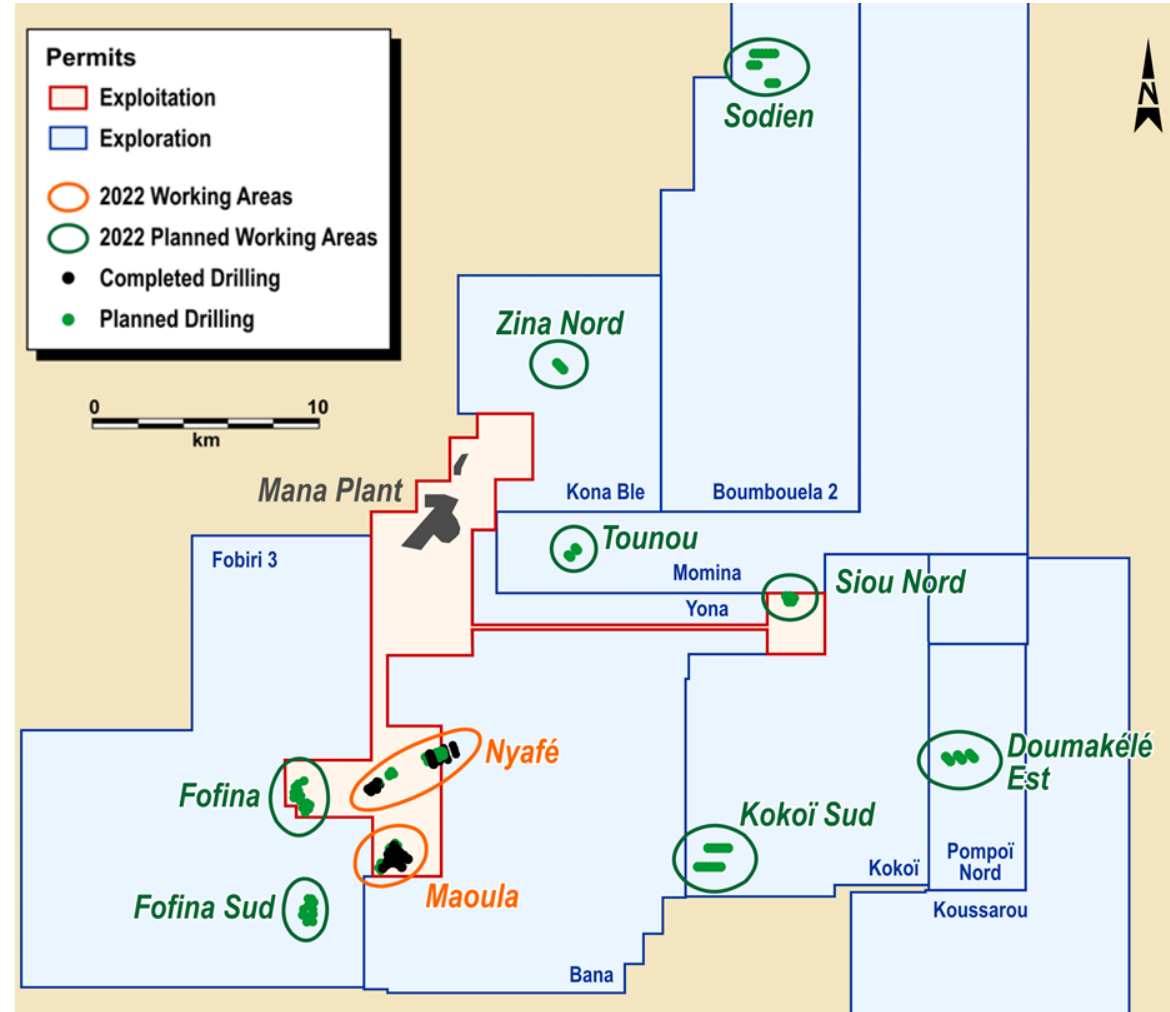 Permits
Exploitation
Exploration
2022 Working Areas
2022 Planned Working Areas
Completed Drilling
Planned Drilling
0 10
km
N
Sodien
Zina Nord
Mana Plant
Kona Ble
Boumbouela 2
Fobiri 3
Tounou
Momina
Siou Nord
Yona
Nyafé
Doumakélé
Est
Fofina
Kokoï Sud
Maoula
Kokoï
Pompoï
Nord
Fofina Sud
Koussarou
Bana